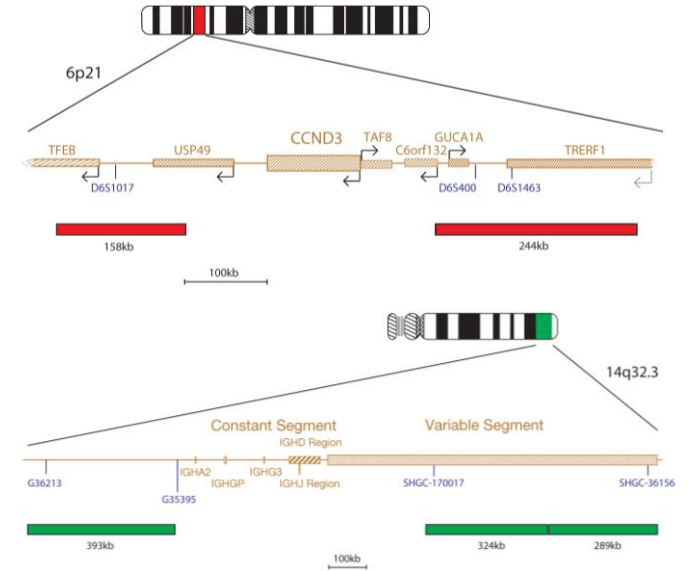 6p21
CCND3 TAF8 GUCA1A
TFEB USP49 C6orf132 TRERF1
D6S1017 D6S400 D6S1463
158kb 244kb
100kb
14q32.3
Constant Segment Variable Segment
IGHD Region
IGHA2 IGHG3
G36213 IGHGP IGHJ Region SHGC-170017 SHGC-36156
G35395
393kb 324kb 289kb
100kb